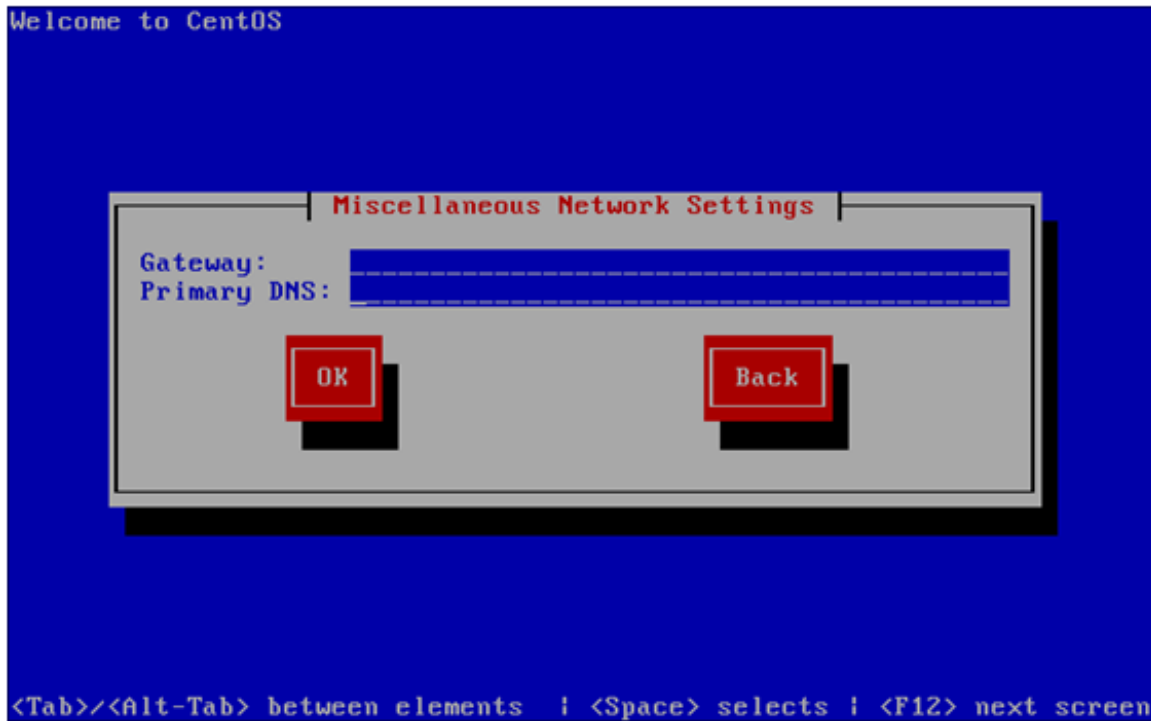 Welcome to CentOS
Miscellaneous Network Settings
Gateway:
Primary DNS:
OK Back
<Tab>/<Alt-Tab> between elements | <Space> selects | <F12> next screen